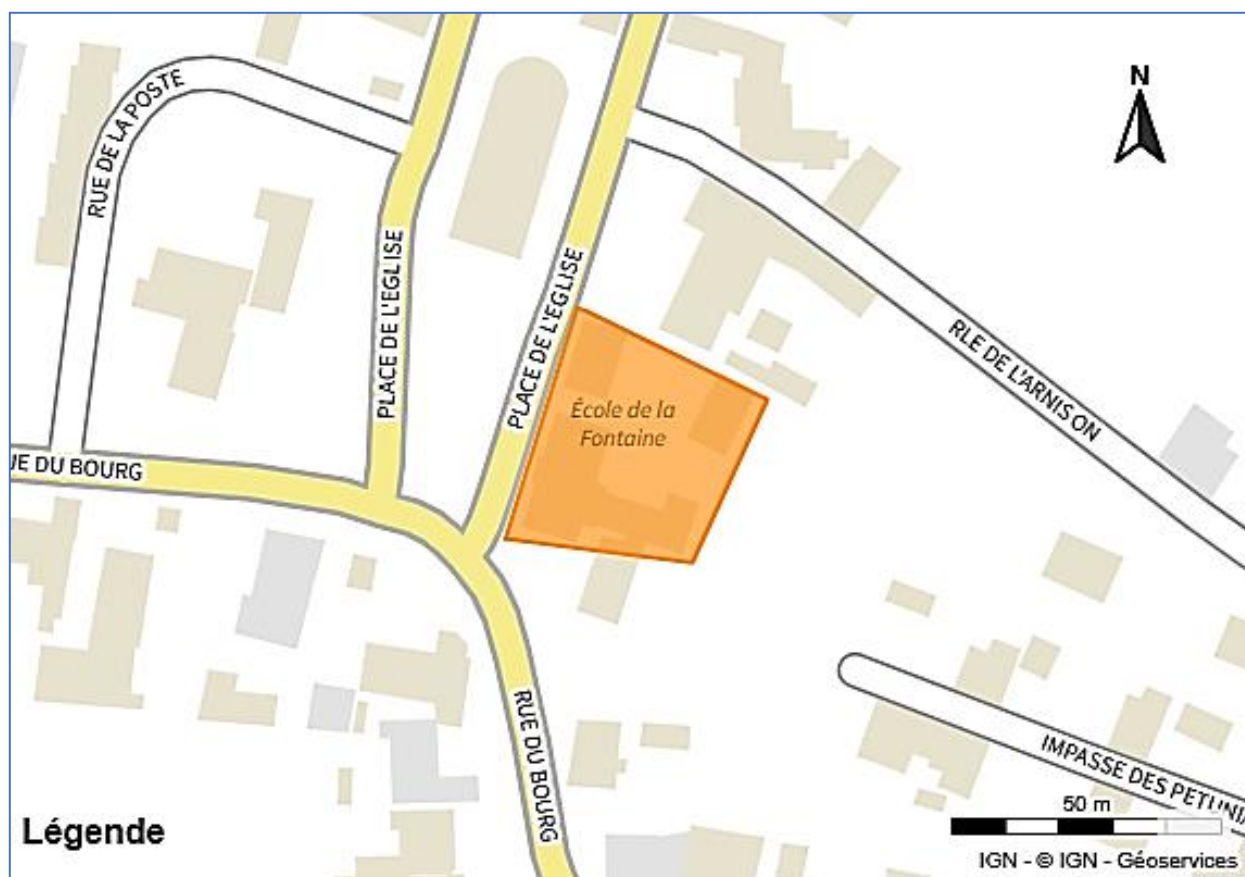 RUE DE LA POSTE
N
PLACE DE L'EGLISE
PLACE DE L'EGLISE
RLE DE L'ARNISON
École de la
Fontaine
UE DU BOURG
RUE DU BOURG
IMPASSE DES PETUNIA
50 m
Légende
IGN - © IGN - Géoservices